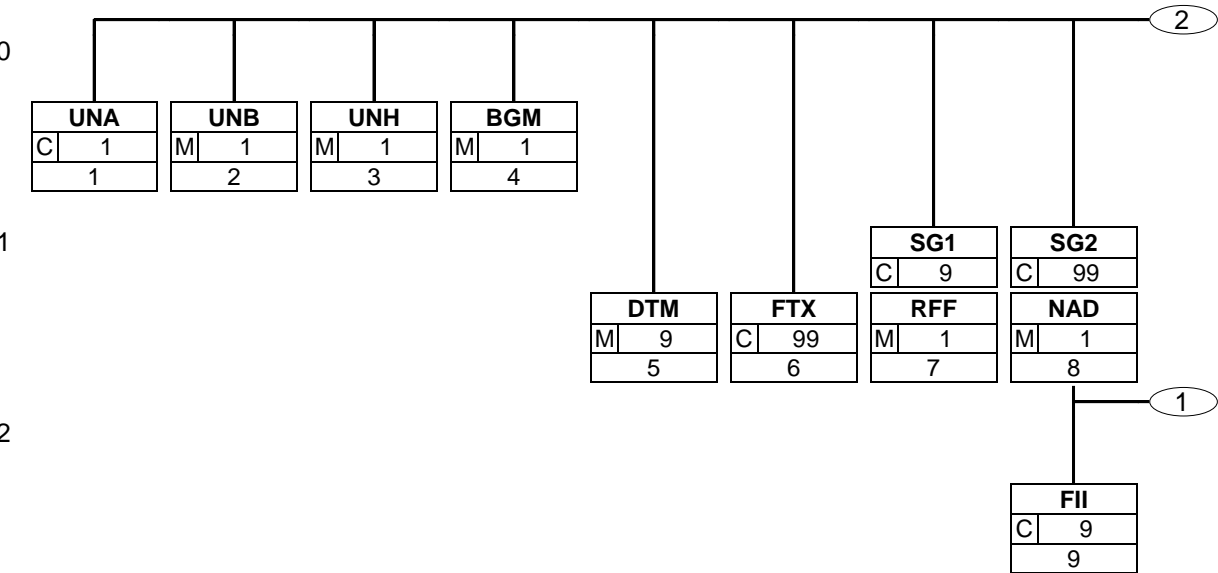 2
0
UNA UNB UNH BGM
C 1 M 1 M 1 M 1
1 2 3 4
1
SG1 SG2
C 9 C 99
DTM FTX RFF NAD
M 9 C 99 M 1 M 1
5 6 7 8
1
2
FII
C 9
9